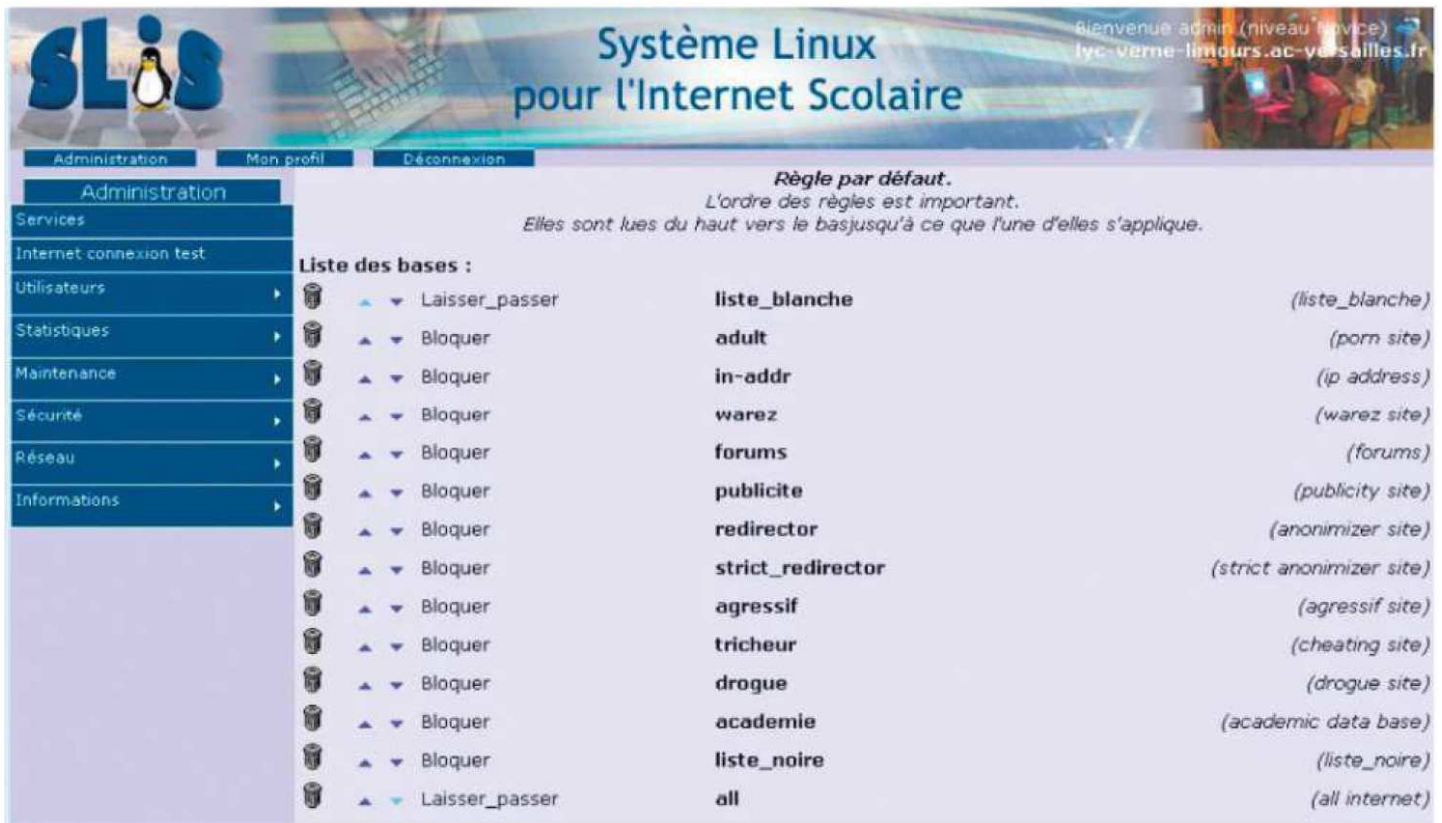 SLiS
Système Linux
pour l'Internet Scolaire
Bienvenue admin (niveau Novice)
lyc-verne-limours.ac-versailles.fr
Administration Mon profil Déconnexion
Administration
Services
Internet connexion test
Utilisateurs
Statistiques
Maintenance
Sécurité
Réseau
Informations
Règle par défaut.
L'ordre des règles est important.
Elles sont lues du haut vers le basjusqu'à ce que l'une d'elles s'applique.
Liste des bases :
Laisser_passer liste_blanche (liste_blanche)
Bloquer adult (porn site)
Bloquer in-addr (ip address)
Bloquer warez (warez site)
Bloquer forums (forums)
Bloquer publicite (publicity site)
Bloquer redirector (anonimizer site)
Bloquer strict_redirector (strict anonimizer site)
Bloquer agressif (agressif site)
Bloquer tricheur (cheating site)
Bloquer drogue (drogue site)
Bloquer academie (academic data base)
Bloquer liste_noire (liste_noire)
Laisser_passer all (all internet)